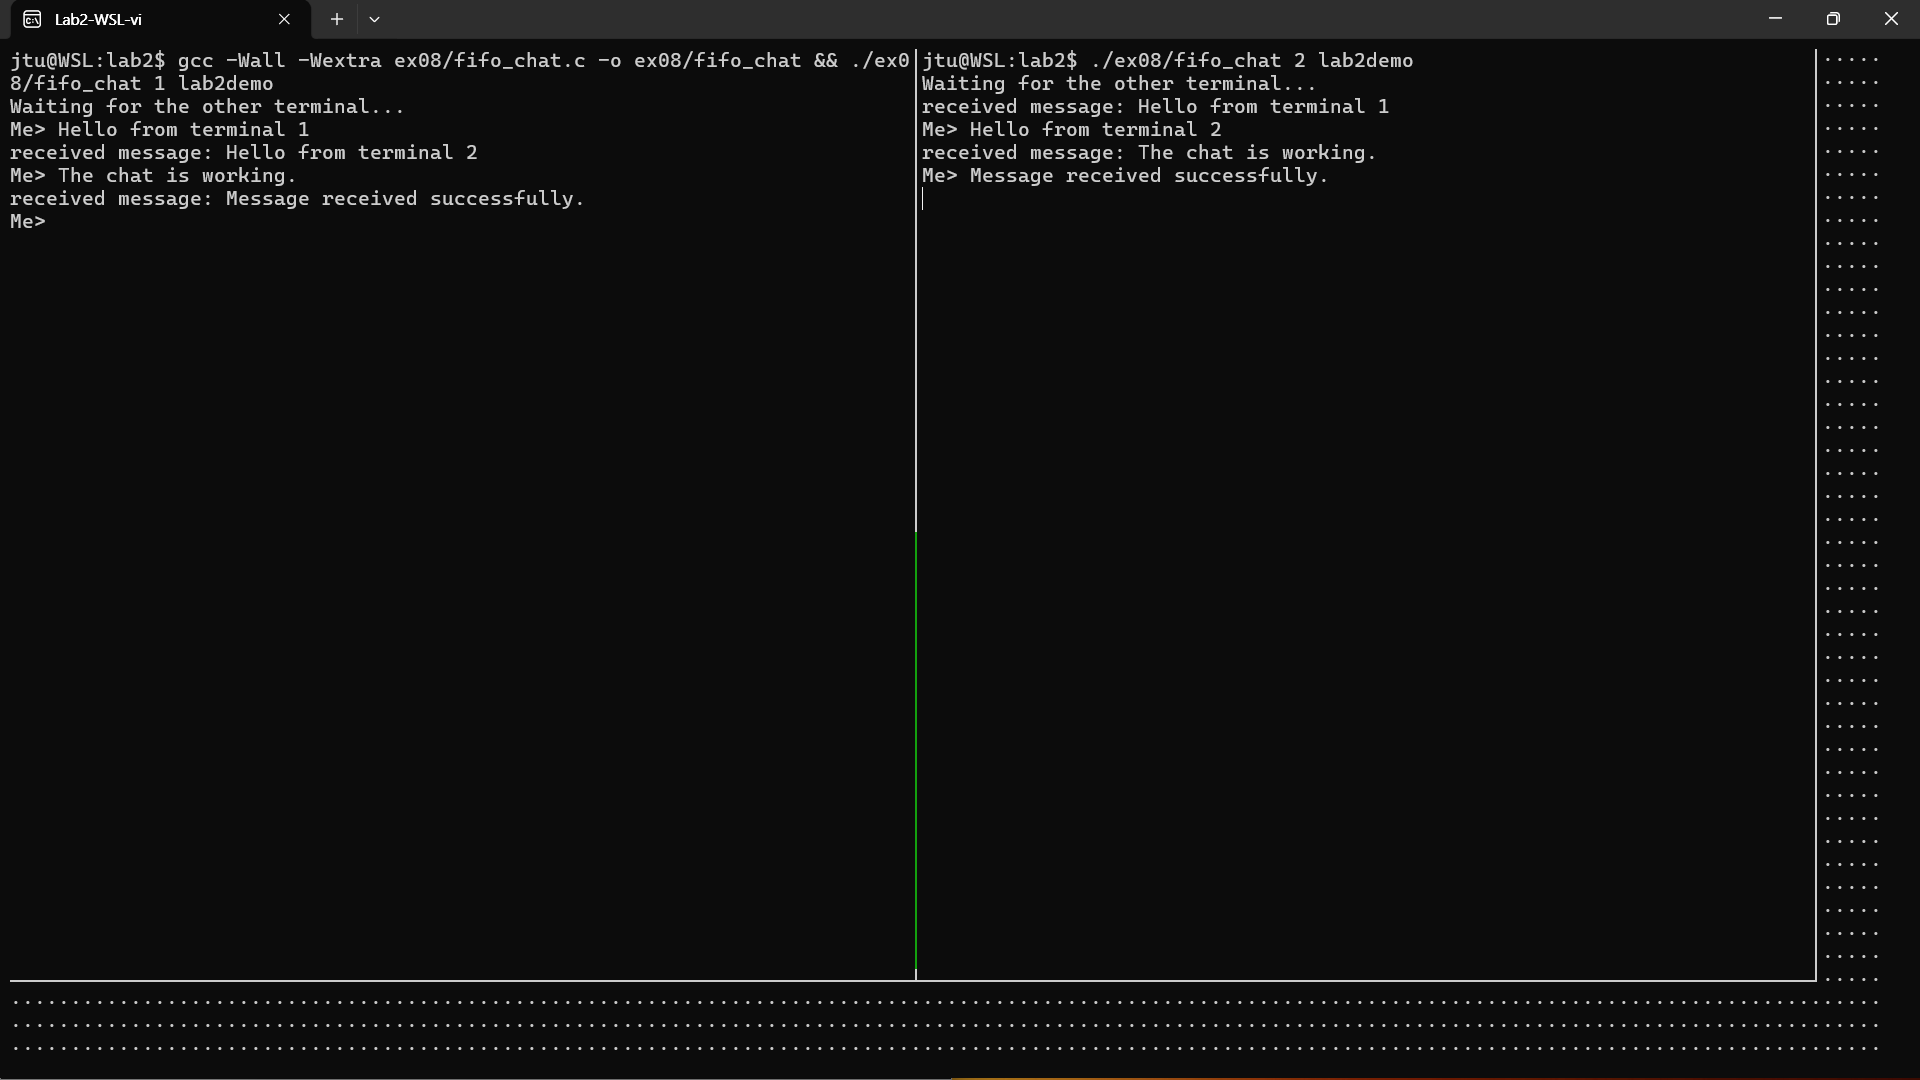 Lab2-WSL-vi
jtu@WSL:lab2$ gcc -Wall -Wextra ex08/fifo_chat.c -o ex08/fifo_chat && ./ex0
8/fifo_chat 1 lab2demo
Waiting for the other terminal...
Me> Hello from terminal 1
received message: Hello from terminal 2
Me> The chat is working.
received message: Message received successfully.
Me>
jtu@WSL:lab2$ ./ex08/fifo_chat 2 lab2demo
Waiting for the other terminal...
received message: Hello from terminal 1
Me> Hello from terminal 2
received message: The chat is working.
Me> Message received successfully.